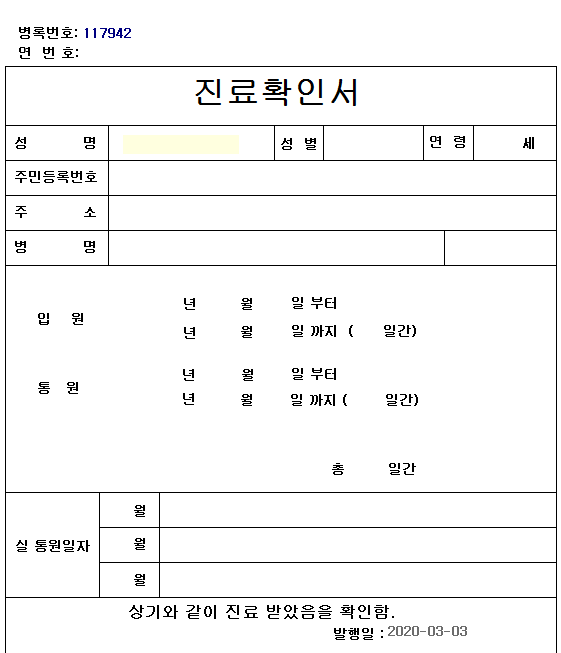 병록번호: 117942
연 번 호:
진료확인서
성 명 성 별 연 령 세
주민등록번호
주 소
병 명
입 원 년 월 일 부터
년 월 일 까지 ( 일간)
통 원 년 월 일 부터
년 월 일 까지 ( 일간)
총 일간
실 통원일자 월
월
월
상기와 같이 진료 받았음을 확인함.
발행일 : 2020-03-03